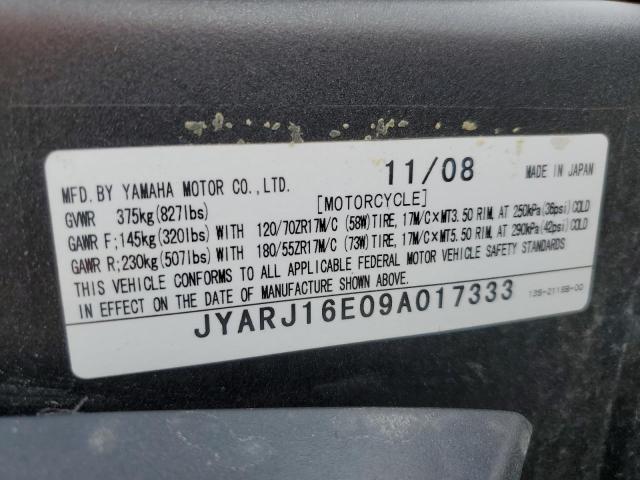 11/08 MADE IN JAPAN
MFD.BY YAMAHA MOTOR CO.,LTD.
[MOTORCYCLE]
GVWR 375kg(827lbs)
GAWR F;145kg(320lbs) WITH 120/70ZR17M/C (58W)TIRE, 17M/C×MT3.50 RIM, AT 250kPa(36psi)COLD
GAWR R;230kg(507lbs) WITH 180/55ZR17M/C (73W)TIRE, 17M/C×MT5.50 RIM, AT 290kPa(42psi)COLD
THIS VEHICLE CONFORMS TO ALL APPLICABLE FEDERAL MOTOR VEHICLE SAFETY STANDARDS
IN EFFECT ON THE DATE OF MANUFACTURE SHOWN ABOVE.
JYARJ16E09A017333